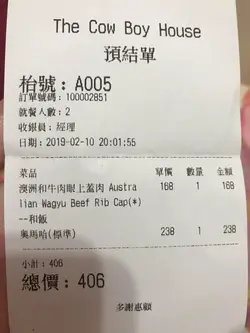 The Cow Boy House
預結單
枱號：A005
訂單號碼：100002851
就餐人數：2
收銀員：經理
日期：2019-02-10 20:01:55
菜品 單價 數量 金額
澳洲和牛肉眼上蓋肉 Austra 168 1 168
lian Wagyu Beef Rib Cap(*)
--和飯
奧瑪哈(標準) 238 1 238
小計：406
總價：406
多謝惠顧